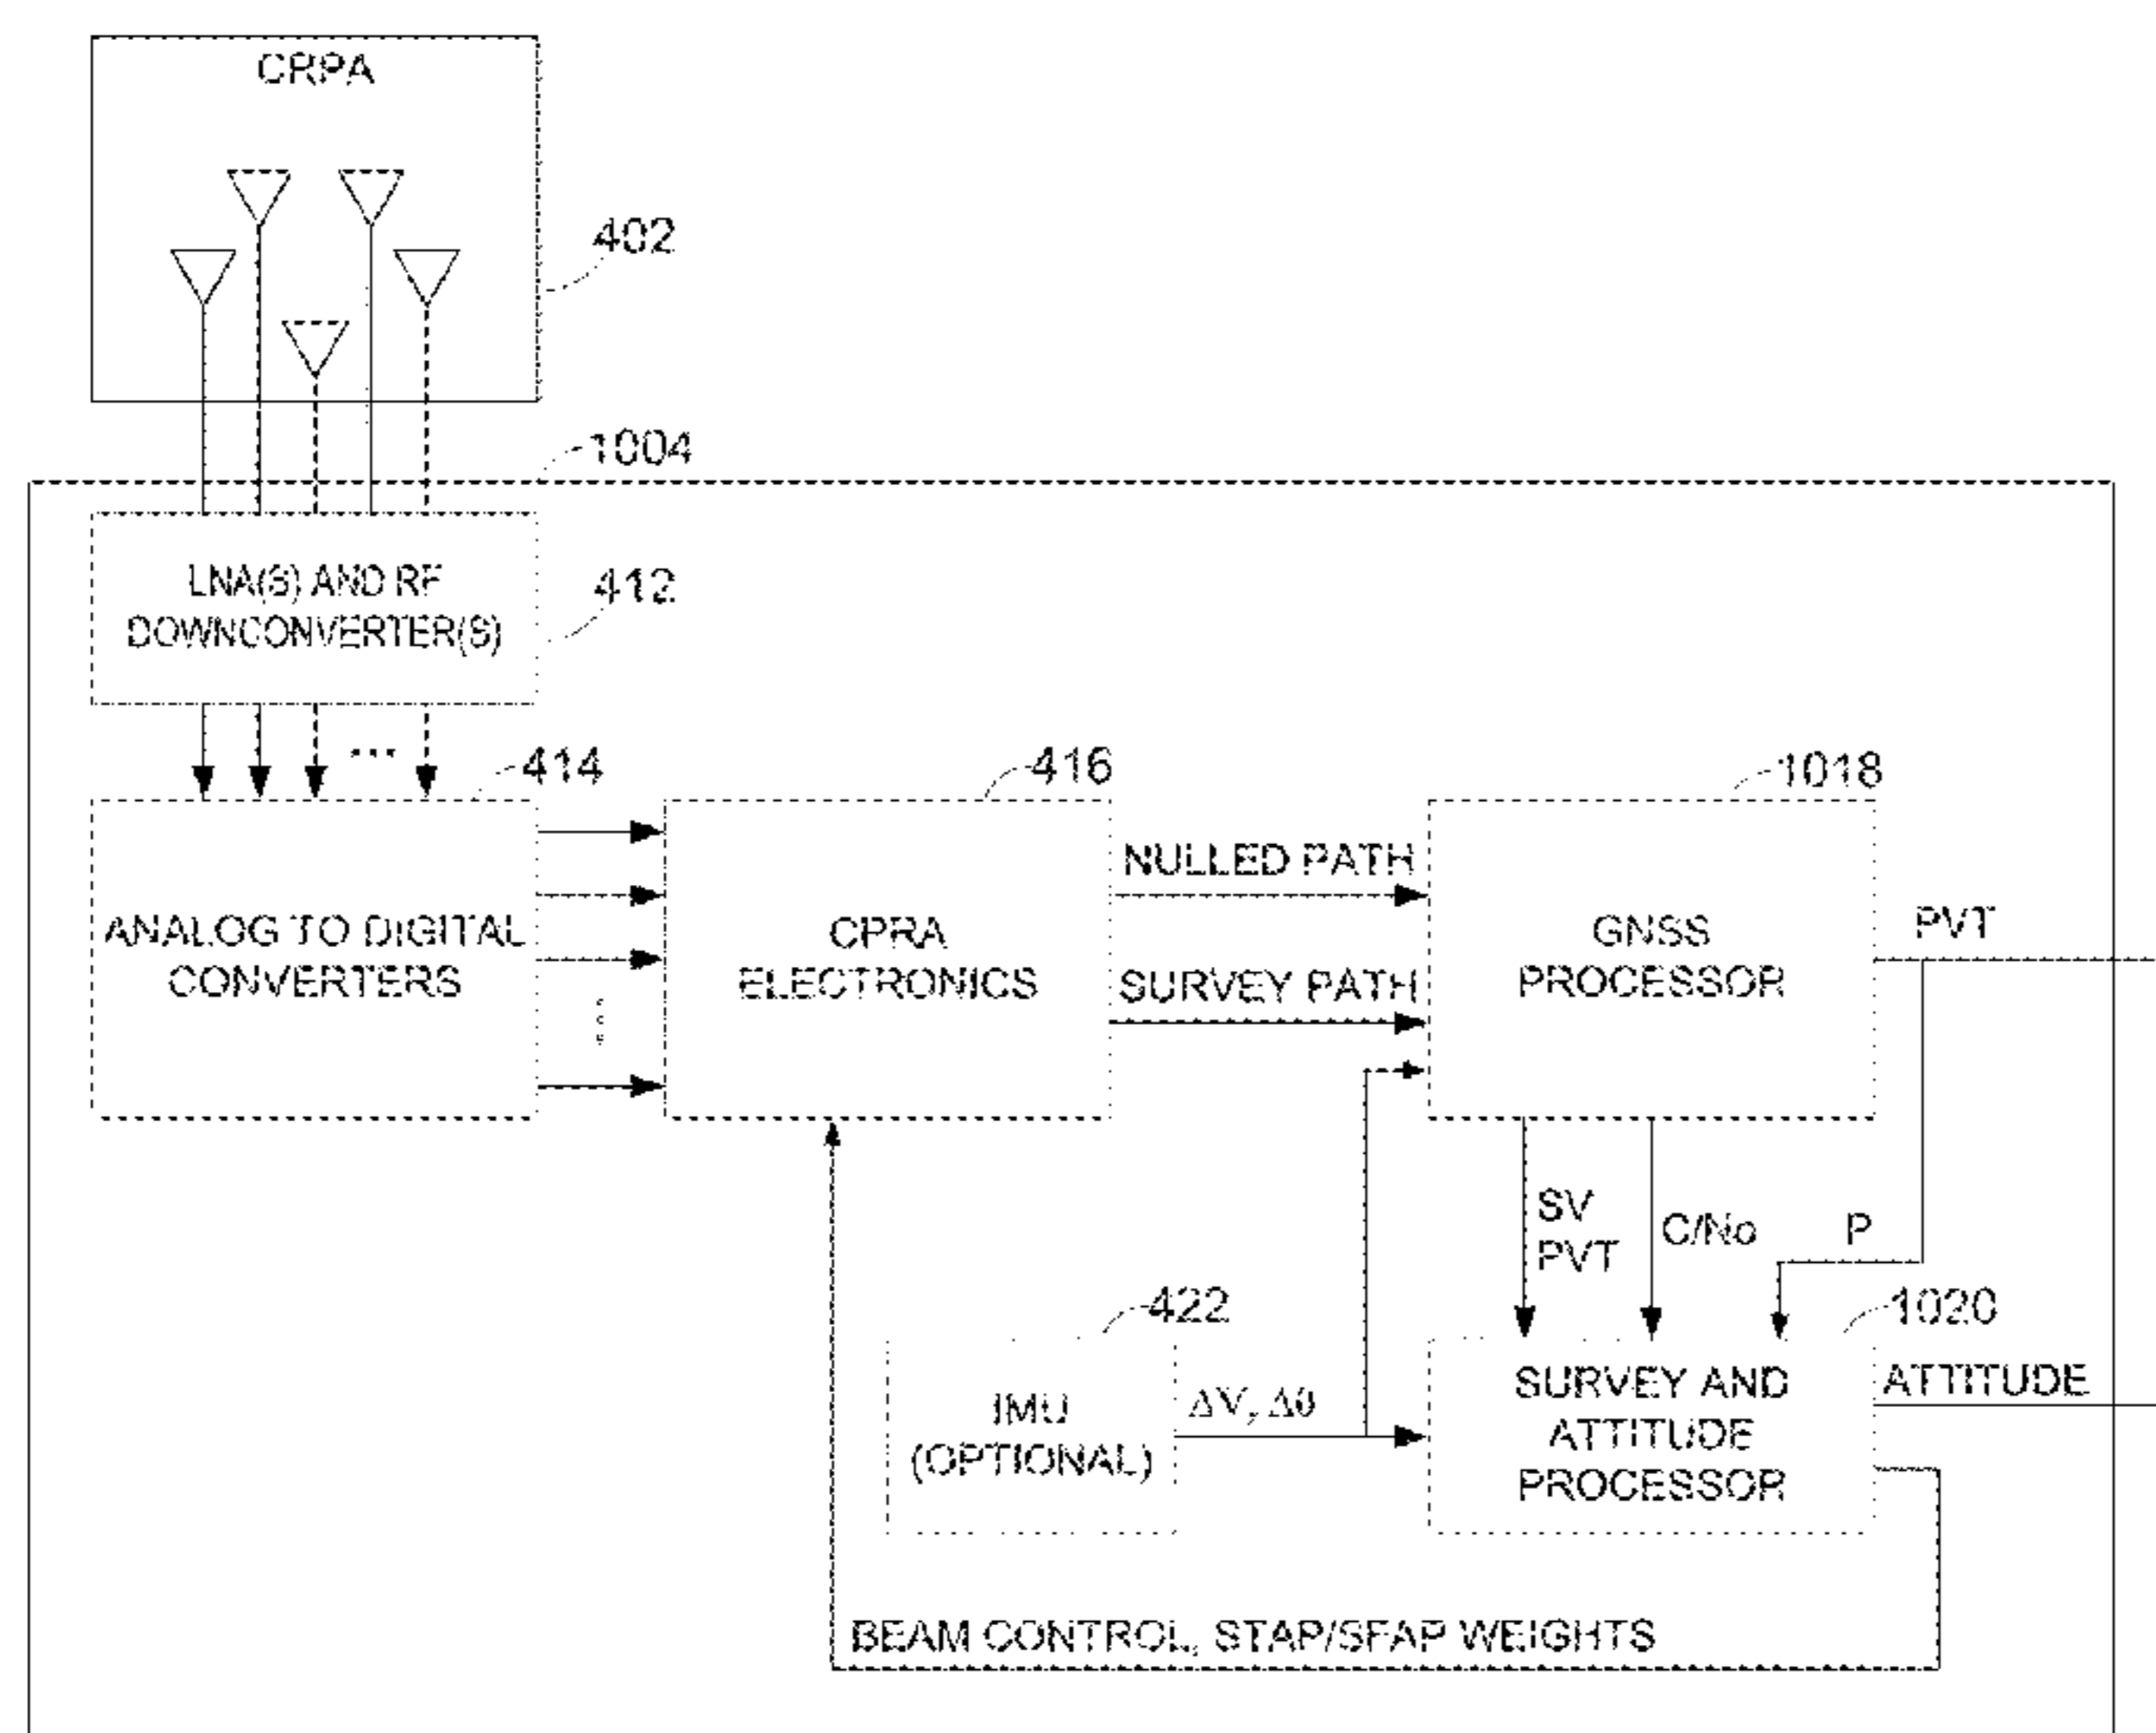 CRPA
402
1004
LNA(S) AND RF
DOWNCONVERTER(S)
412
...
414
416
1018
ANALOG TO DIGITAL
CONVERTERS
CPRA
ELECTRONICS
NULLED PATH
SURVEY PATH
GNSS
PROCESSOR
PVT
SV
PVT
C/No
P
422
1020
IMU
(OPTIONAL)
ΔV, Δθ
SURVEY AND
ATTITUDE
PROCESSOR
ATTITUDE
BEAM CONTROL, STAP/SFAP WEIGHTS